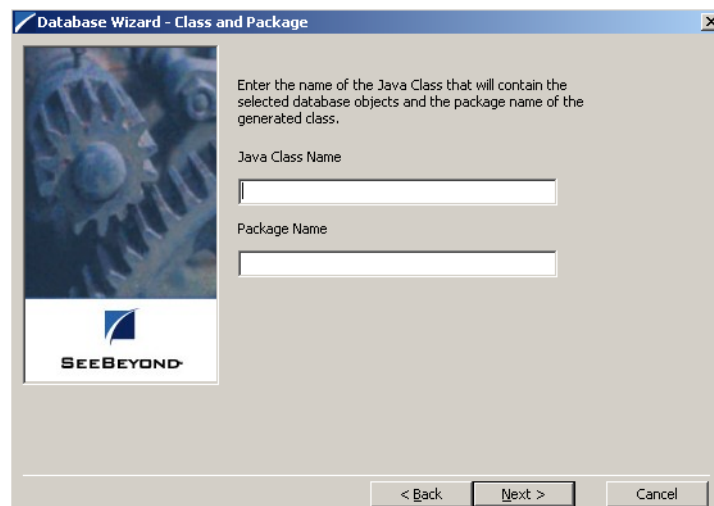 Database Wizard - Class and Package
Enter the name of the Java Class that will contain the
selected database objects and the package name of the
generated class.
Java Class Name
Package Name
SEEBEYOND
< Back
Next >
Cancel